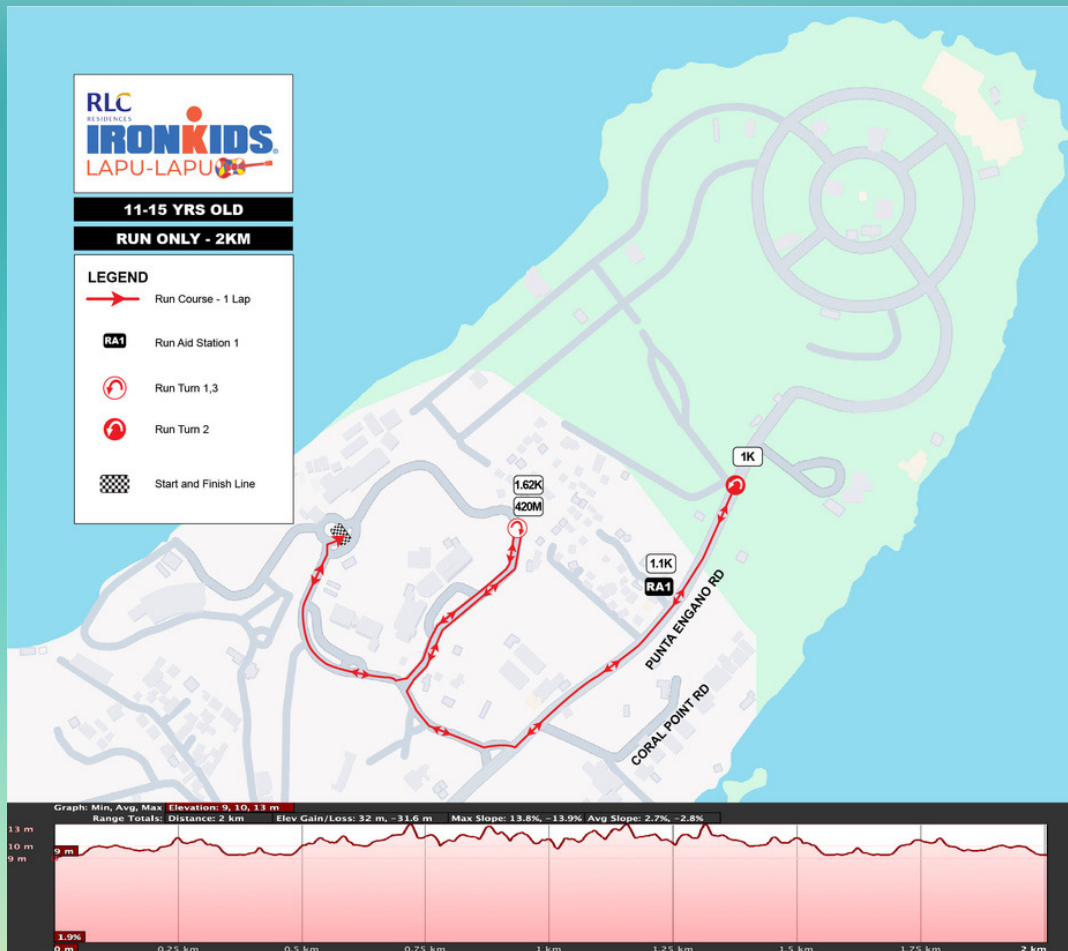 RLC
RESIDENCES
IRONKIDS®
LAPU-LAPU
11-15 YRS OLD
RUN ONLY - 2KM
LEGEND
Run Course - 1 Lap
RA1 Run Aid Station 1
Run Turn 1,3
Run Turn 2
Start and Finish Line
1K
1.62K
420M
1.1K
RA1
PUNTA ENGANO RD
CORAL POINT RD
Graph: Min, Avg, Max Elevation: 9, 10, 13 m
Range Totals: Distance: 2 km Elev Gain/Loss: 32 m, -31.6 m Max Slope: 13.8%, -13.9% Avg Slope: 2.7%, -2.8%
13 m
10 m
9 m
9 m
1.9%
0 m 0.25 km 0.5 km 0.75 km 1 km 1.25 km 1.5 km 1.75 km 2 km